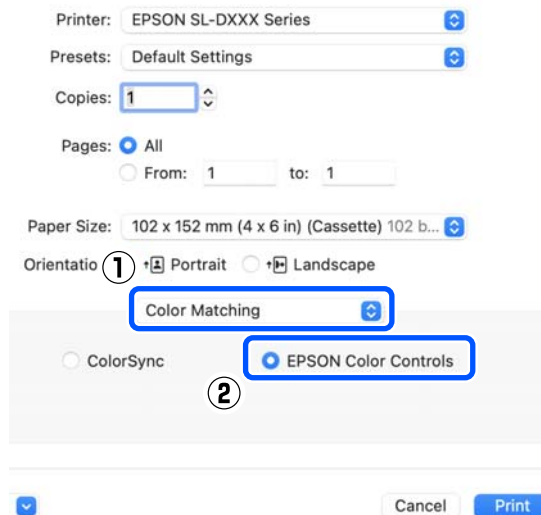 Printer: EPSON SL-DXXX Series
Presets: Default Settings
Copies: 1
Pages: All
From: 1 to: 1
Paper Size: 102 x 152 mm (4 x 6 in) (Cassette) 102 b...
Orientatio ① Portrait Landscape
Color Matching
ColorSync EPSON Color Controls
②
Cancel Print